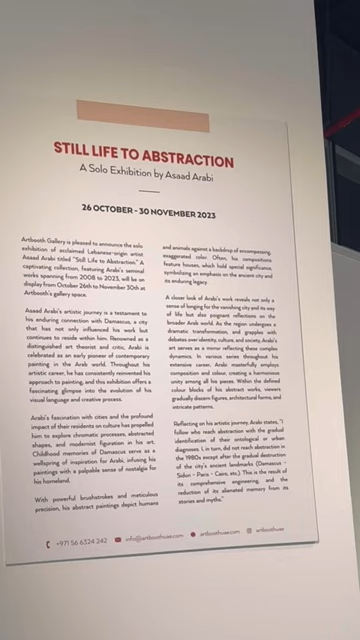 STILL LIFE TO ABSTRACTION
A Solo Exhibition by Asaad Arabi
26 OCTOBER - 30 NOVEMBER 2023
Artbooth Gallery is pleased to announce the solo
exhibition of acclaimed Lebanese-origin artist
Asaad Arabi titled "Still Life to Abstraction." A
captivating collection, featuring Arabi's seminal
works spanning from 2008 to 2023, will be on
display from October 26th to November 30th at
Artbooth's gallery space.
Asaad Arabi's artistic journey is a testament to
his enduring connection with Damascus, a city
that has not only influenced his work but
continues to reside within him. Renowned as a
distinguished art theorist and critic, Arabi is
celebrated as an early pioneer of contemporary
painting in the Arab world. Throughout his
artistic career, he has consistently reinvented his
approach to painting, and this exhibition offers a
fascinating glimpse into the evolution of his
visual language and creative process.
Arabi's fascination with cities and the profound
impact of their residents on culture has propelled
him to explore chromatic processes, abstracted
shapes, and modernist figuration in his art.
Childhood memories of Damascus serve as a
wellspring of inspiration for Arabi, infusing his
paintings with a palpable sense of nostalgia for
his homeland.
With powerful brushstrokes and meticulous
precision, his abstract paintings depict humans
and animals against a backdrop of encompassing,
exaggerated color. Often, his compositions
feature houses, which hold special significance,
symbolising an emphasis on the ancient city and
its enduring legacy.
A closer look of Arabi's work reveals not only a
sense of longing for the vanishing city and its way
of life but also poignant reflections on the
broader Arab world. As the region undergoes a
dramatic transformation, and grapples with
debates over identity, culture, and society, Arabi's
art serves as a mirror reflecting these complex
dynamics. In various series throughout his
extensive career, Arabi masterfully employs
composition and colour, creating a harmonious
unity among all his pieces. Within the defined
colour blocks of his abstract works, viewers
gradually discern figures, architectural forms, and
intricate patterns.
Reflecting on his artistic journey, Arabi states, "I
follow who reach abstraction with the gradual
identification of their ontological or urban
diagnoses. I, in turn, did not reach abstraction in
the 1980s except after the gradual destruction
of the city's ancient landmarks (Damascus -
Sidon - Paris - Cairo, etc.). This is the result of
its comprehensive engineering, and the
reduction of its alienated memory from its
stories and myths."
+971 56 6324 242 info@artboothuae.com artboothuae.com artboothuae